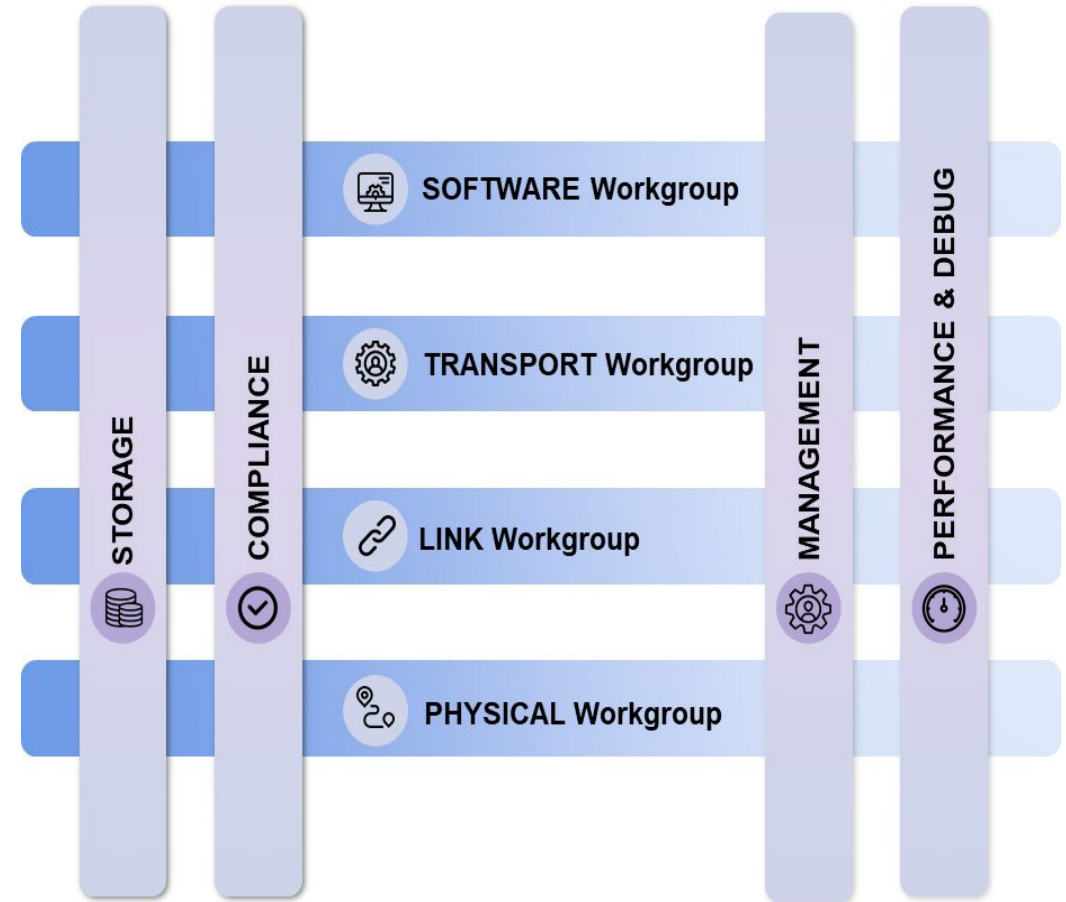 SOFTWARE Workgroup
TRANSPORT Workgroup
LINK Workgroup
PHYSICAL Workgroup
STORAGE
COMPLIANCE
MANAGEMENT
PERFORMANCE & DEBUG